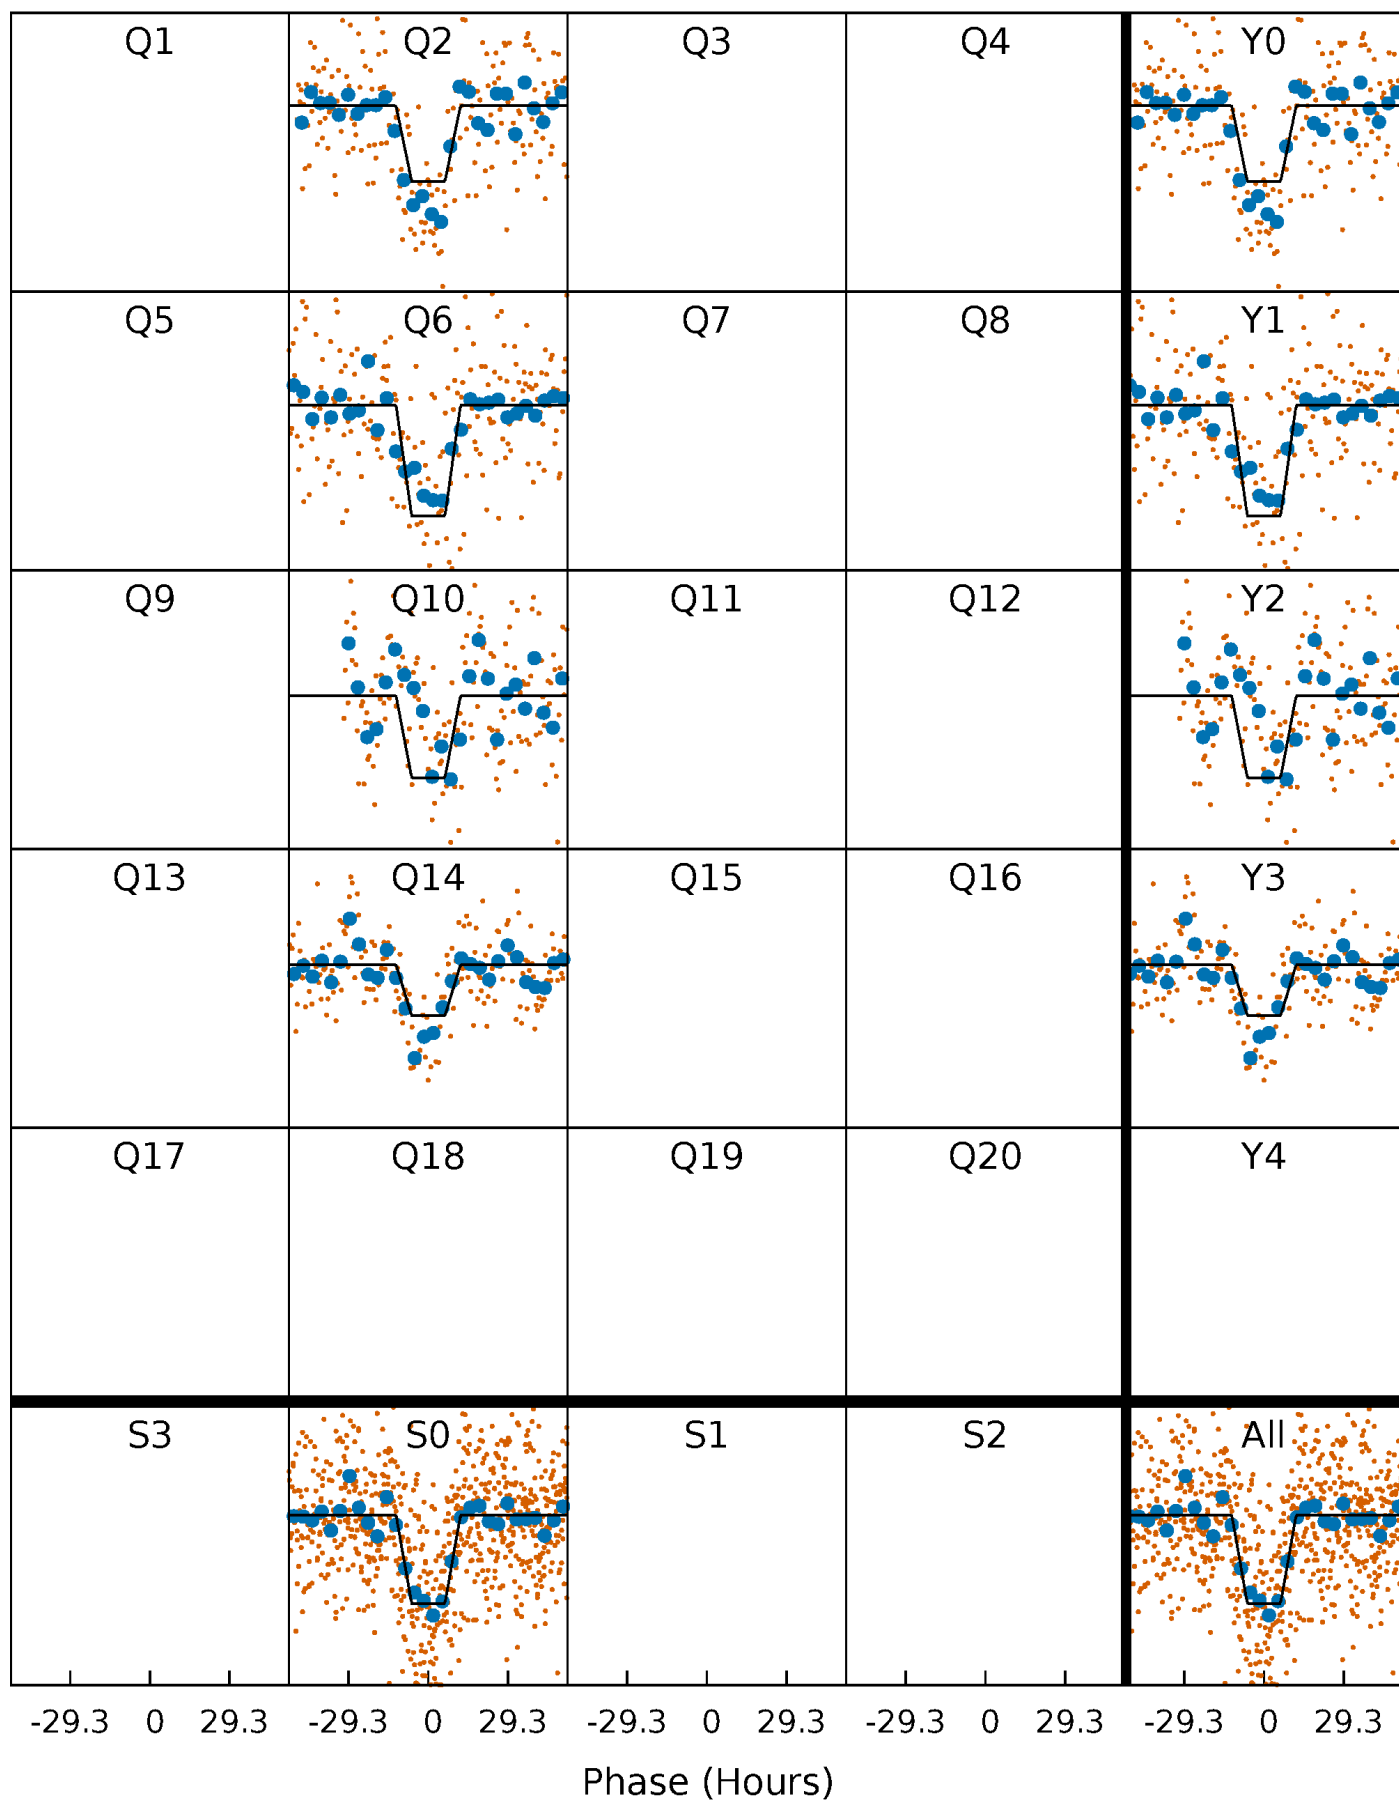 Q1 Q2 Q3 Q4 Y0
Q5 Q6 Q7 Q8 Y1
Q9 Q10 Q11 Q12 Y2
Q13 Q14 Q15 Q16 Y3
Q17 Q18 Q19 Q20 Y4
S3 S0 S1 S2 All
-29.3 0 29.3 -29.3 0 29.3 -29.3 0 29.3 -29.3 0 29.3 -29.3 0 29.3
Phase (Hours)